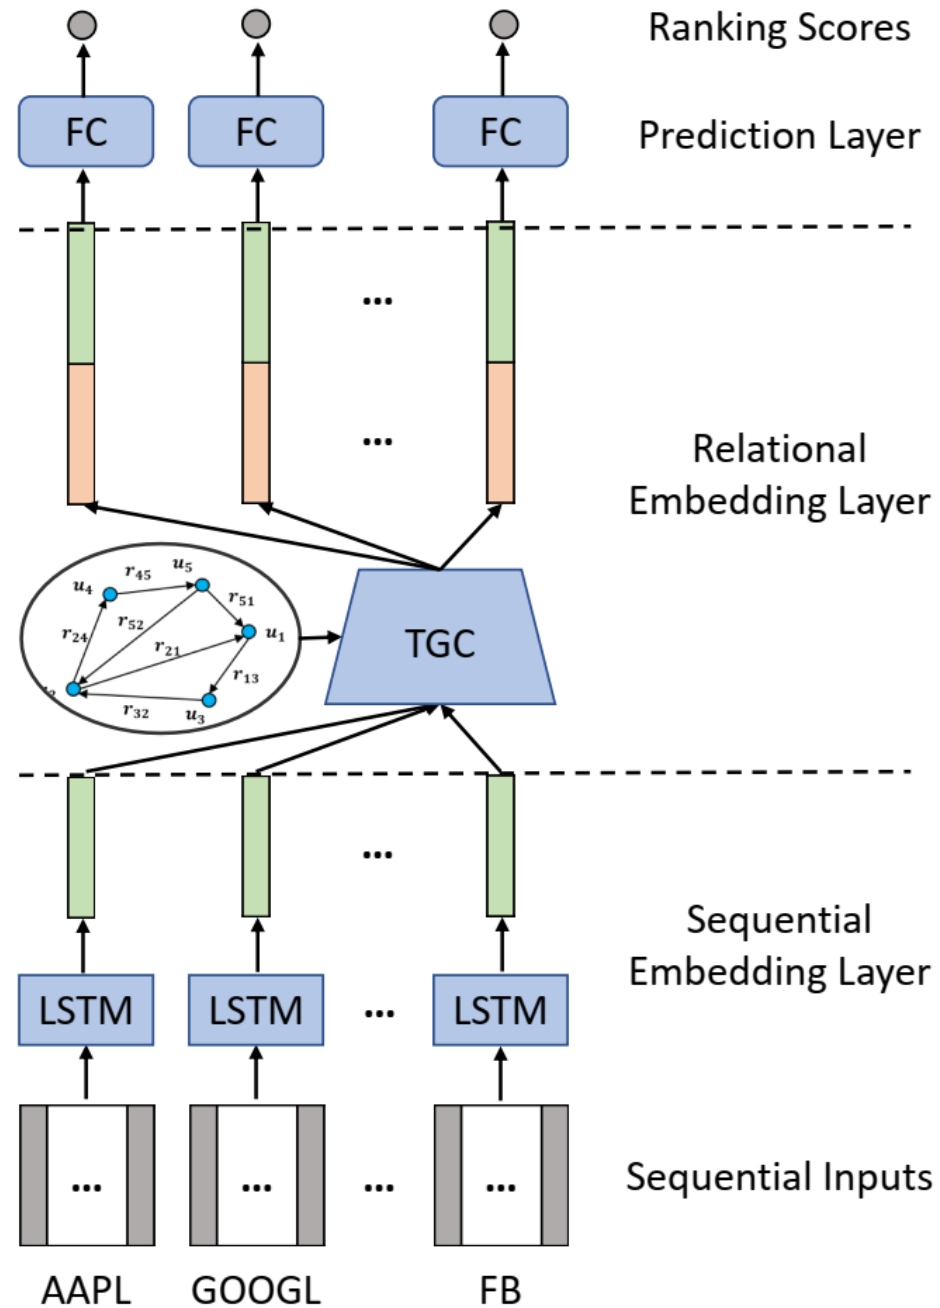 Ranking Scores
FC
FC
FC
Prediction Layer
...
...
Relational
Embedding Layer
r45
u5
u4
r51
r52
r24
u1
r21
TGC
r13
r32
u3
...
Sequential
Embedding Layer
LSTM
LSTM
...
LSTM
...
...
...
...
Sequential Inputs
AAPL
GOOGL
FB